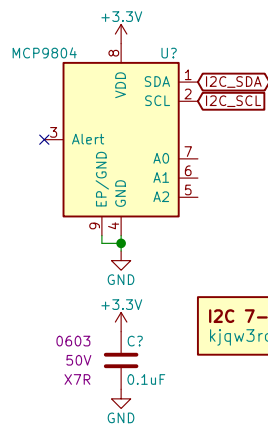 +3.3V
MCP9804 U?
8
VDD
SDA 1 I2C_SDA
SCL 2 I2C_SCL
3 Alert
A0 7
A1 6
A2 5
EP/GND
GND
9 4
GND
+3.3V
0603 C?
50V
X7R 0.1uF
GND
I2C 7-